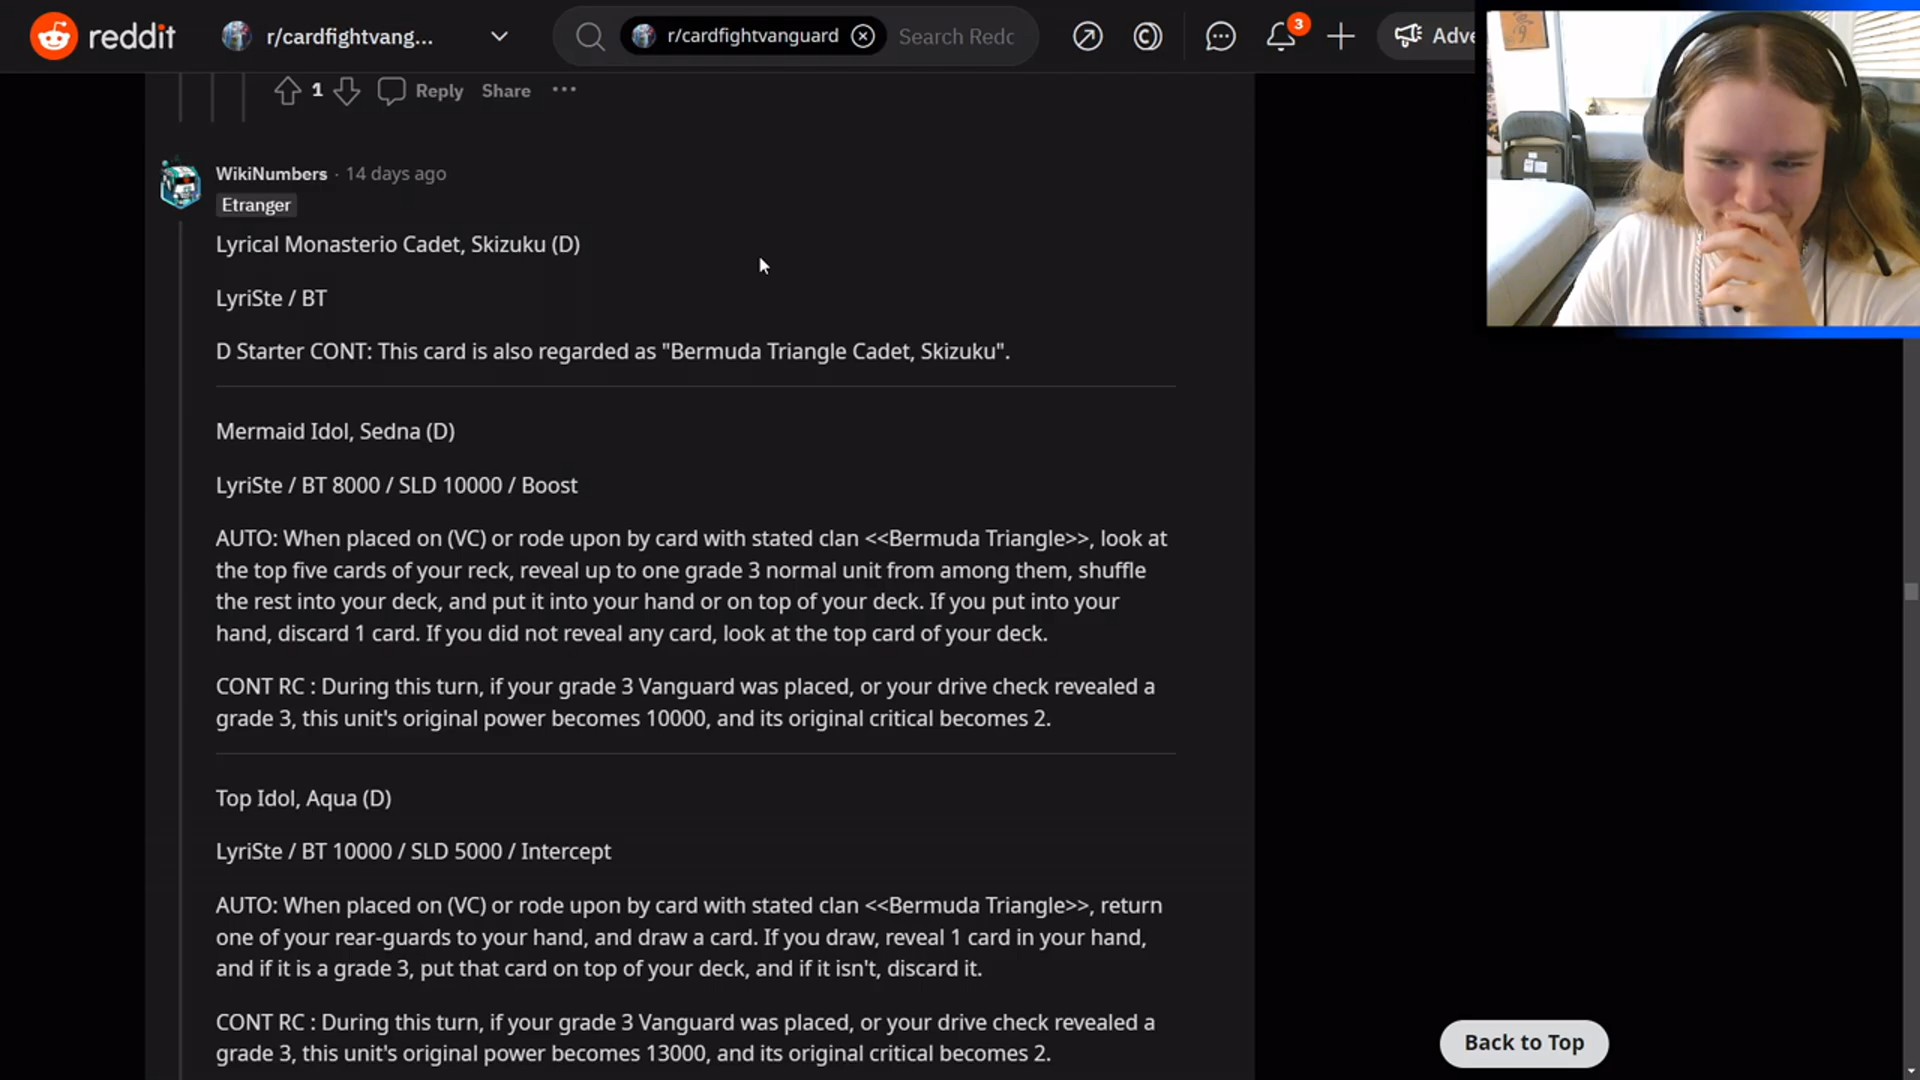 reddit
r/cardfightvang...
r/cardfightvanguard
Search Redc
3
Adve
1
Reply
Share
WikiNumbers · 14 days ago
Etranger
Lyrical Monasterio Cadet, Skizuku (D)
LyriSte / BT
D Starter CONT: This card is also regarded as "Bermuda Triangle Cadet, Skizuku".
Mermaid Idol, Sedna (D)
LyriSte / BT 8000 / SLD 10000 / Boost
AUTO: When placed on (VC) or rode upon by card with stated clan <<Bermuda Triangle>>, look at
the top five cards of your reck, reveal up to one grade 3 normal unit from among them, shuffle
the rest into your deck, and put it into your hand or on top of your deck. If you put into your
hand, discard 1 card. If you did not reveal any card, look at the top card of your deck.
CONT RC : During this turn, if your grade 3 Vanguard was placed, or your drive check revealed a
grade 3, this unit's original power becomes 10000, and its original critical becomes 2.
Top Idol, Aqua (D)
LyriSte / BT 10000 / SLD 5000 / Intercept
AUTO: When placed on (VC) or rode upon by card with stated clan <<Bermuda Triangle>>, return
one of your rear-guards to your hand, and draw a card. If you draw, reveal 1 card in your hand,
and if it is a grade 3, put that card on top of your deck, and if it isn't, discard it.
CONT RC : During this turn, if your grade 3 Vanguard was placed, or your drive check revealed a
grade 3, this unit's original power becomes 13000, and its original critical becomes 2.
Back to Top